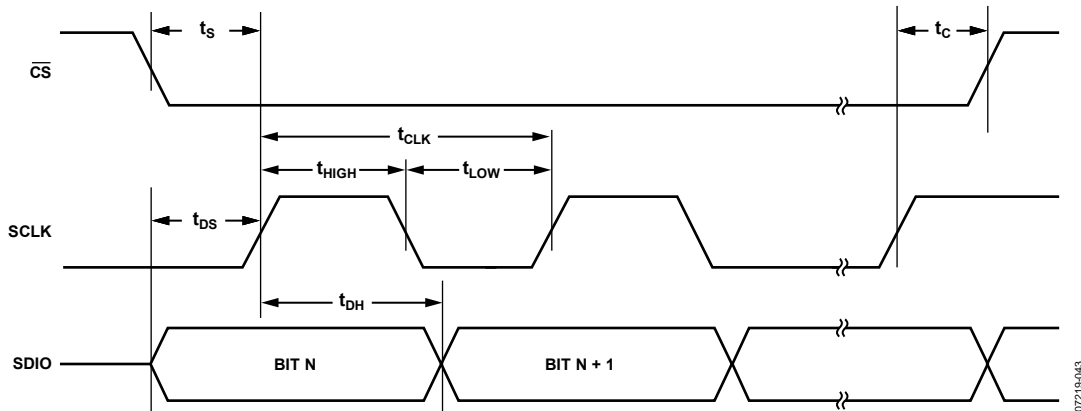 tS
tC
CS
tCLK
tHIGH
tLOW
tDS
SCLK
tDH
SDIO
BIT N
BIT N + 1
07219-043